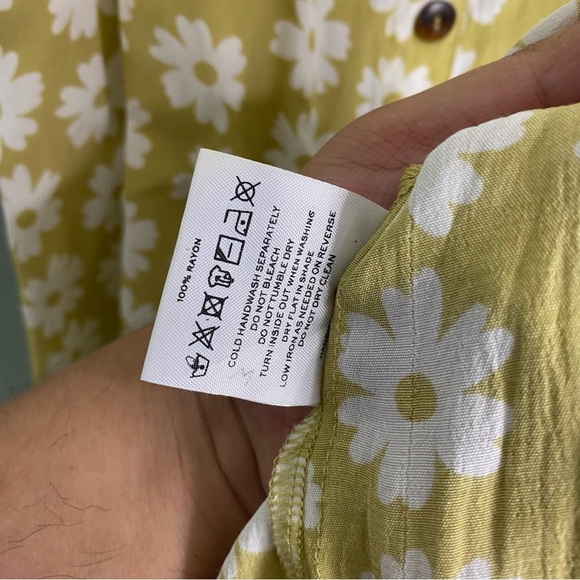 100% RAYON
COLD HANDWASH SEPARATELY
DO NOT BLEACH
DO NOT TUMBLE DRY
TURN INSIDE OUT WHEN WASHING
DRY FLAT IN SHADE
LOW IRON AS NEEDED ON REVERSE
DO NOT DRY CLEAN